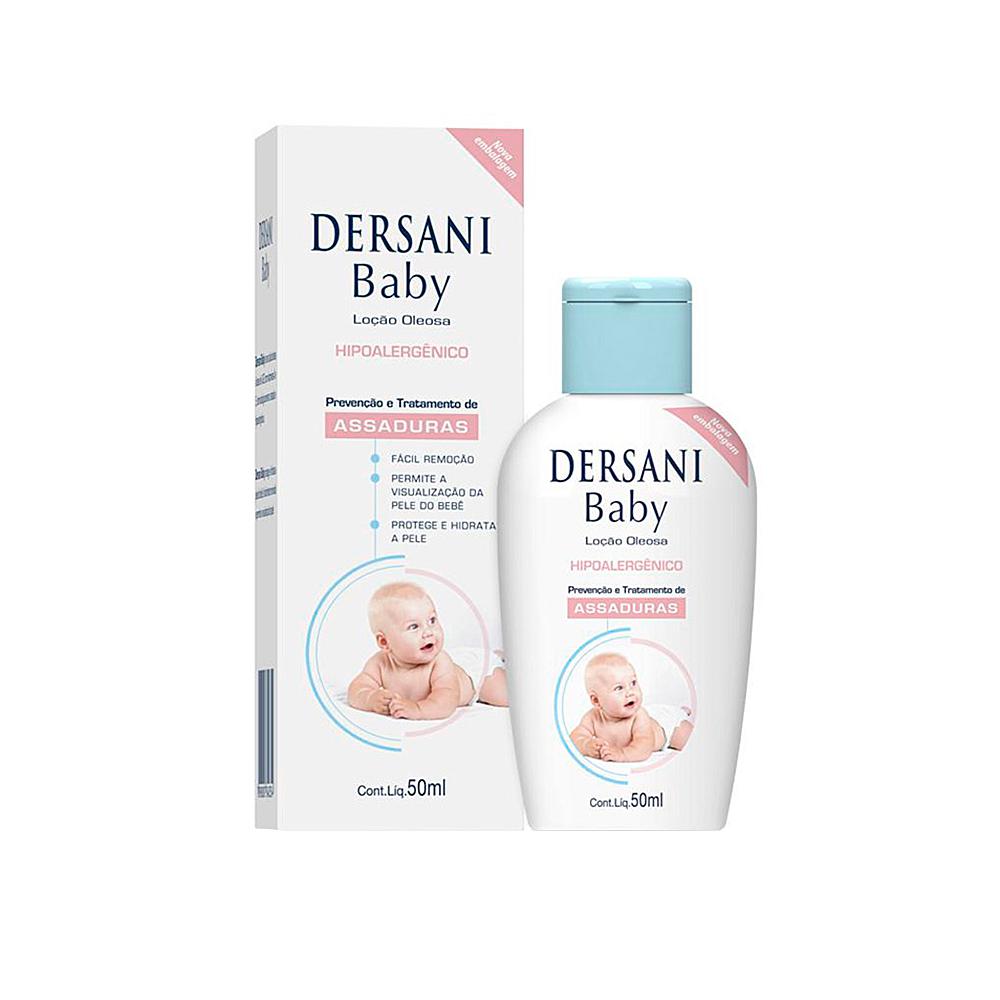 Nova
embalagem
DERSANI
Baby
Loção Oleosa
HIPOALERGÊNICO
Prevenção e Tratamento de
ASSADURAS
FÁCIL REMOÇÃO
PERMITE A
VISUALIZAÇÃO DA
PELE DO BEBÊ
PROTEGE E HIDRATA
A PELE
Cont.Líq.50ml
DERSANI
Baby
Nova
embalagem
DERSANI
Baby
Loção Oleosa
HIPOALERGÊNICO
Prevenção e Tratamento de
ASSADURAS
Cont.Líq.50ml